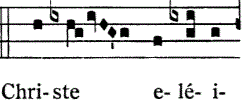 Chri- ste e- lé- i-